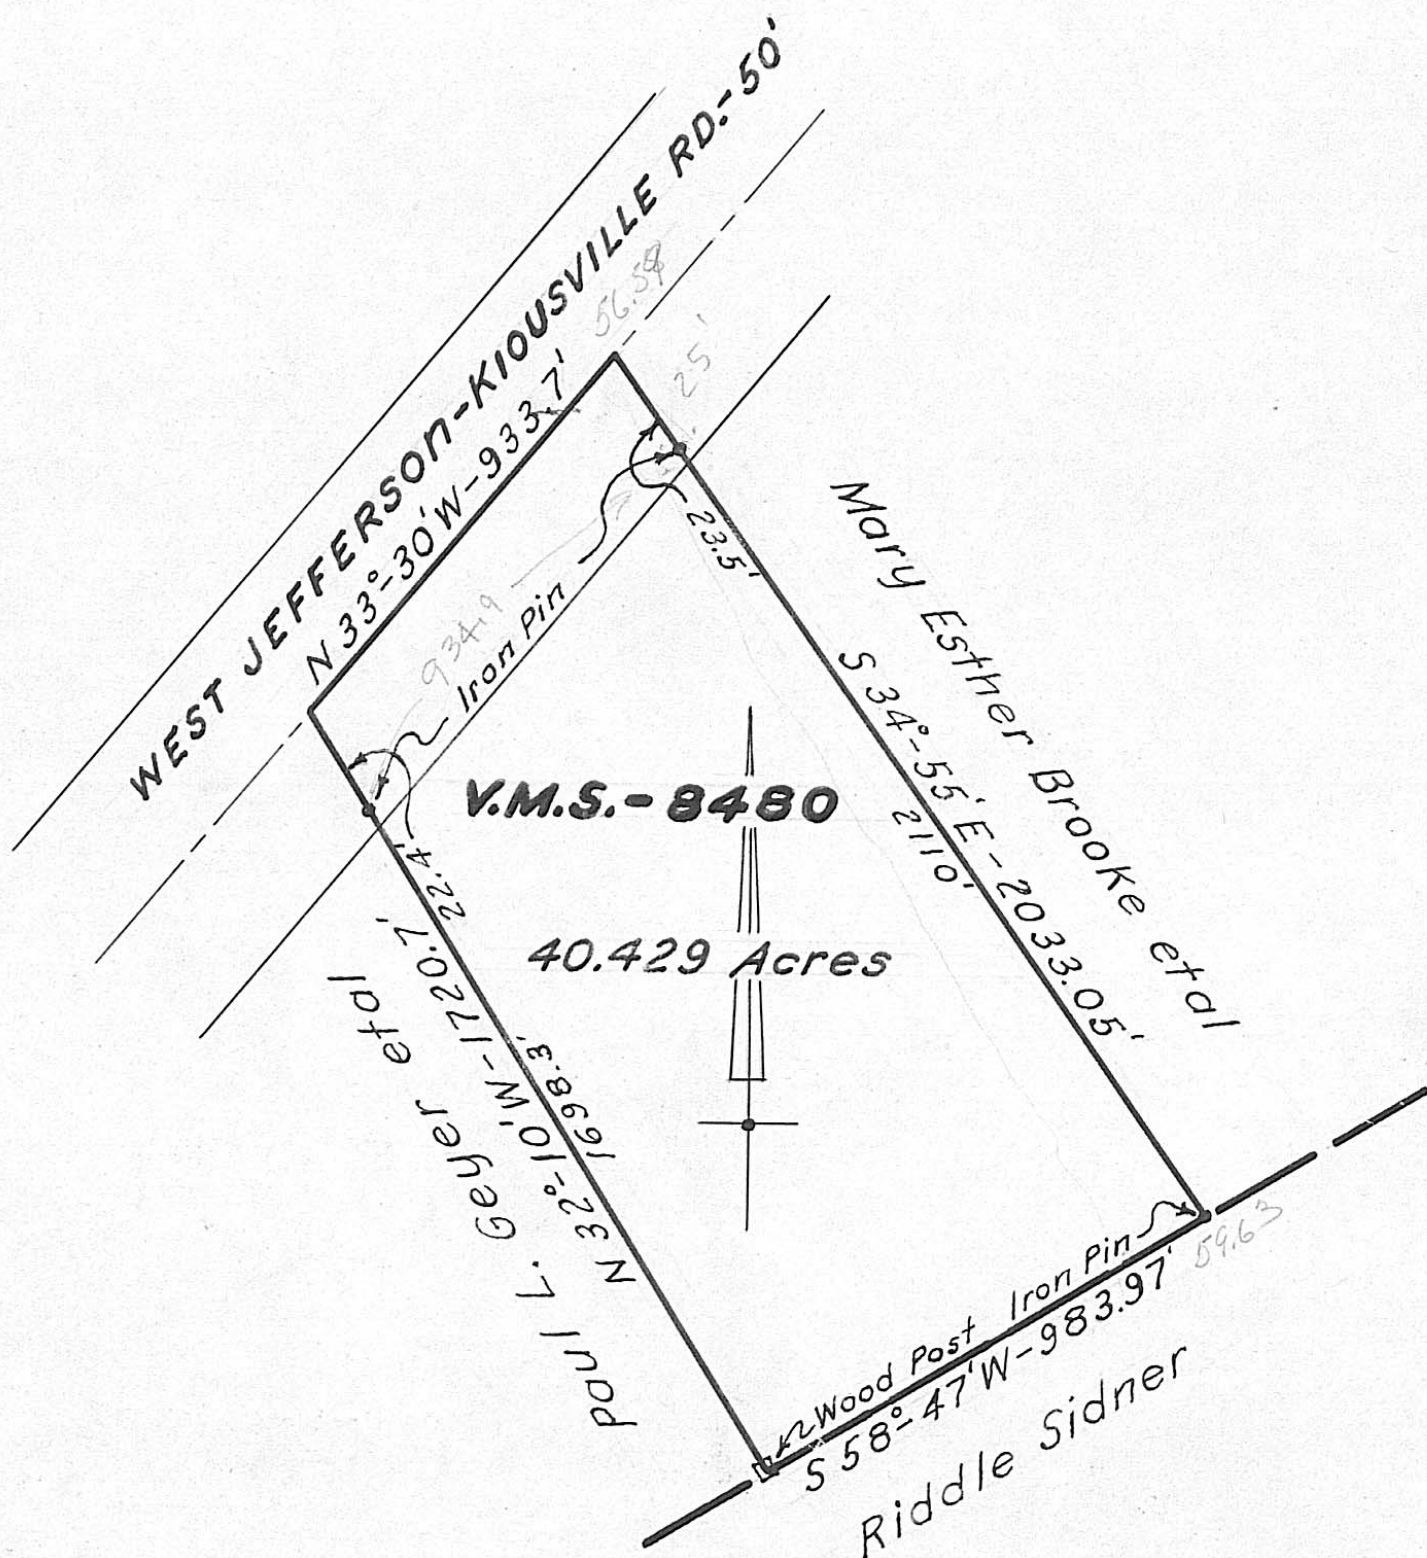 WEST JEFFERSON-KIOUSVILLE RD.-50'
N 33°-30'W-933.7'
25'
23.5'
Iron Pin
934.9
Mary Esther Brooke etal
S 34°-55'E-2033.05'
2110'
V.M.S.-8480
40.429 Acres
22.4'
Paul L. Geyer etal
N 32°-10'W-1720.7'
1698.3'
Iron Pin
59.63
Wood Post
S 58°-47'W-983.97'
Riddle Sidner